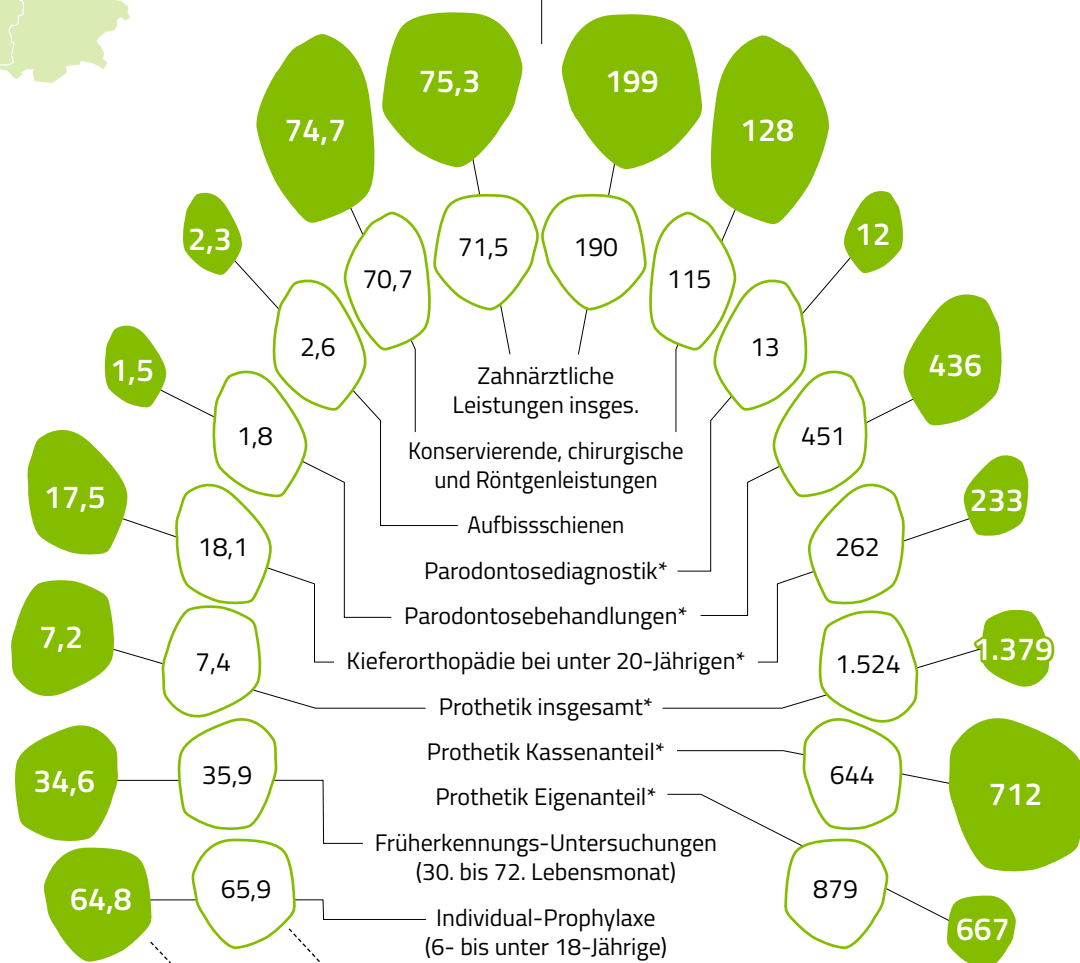 75,3
199
74,7
128
2,3
71,5
190
12
70,7
115
2,6
13
1,5
Zahnärztliche
Leistungen insges.
436
1,8
451
Konservierende, chirurgische
und Röntgenleistungen
17,5
233
Aufbissschienen
18,1
262
Parodontosediagnostik*
Parodontosebehandlungen*
7,2
7,4
Kieferorthopädie bei unter 20-Jährigen*
1.524
1.379
Prothetik insgesamt*
Prothetik Kassenanteil*
34,6
35,9
644
712
Prothetik Eigenanteil*
Früherkennungs-Untersuchungen
(30. bis 72. Lebensmonat)
64,8
65,9
879
667
Individual-Prophylaxe
(6- bis unter 18-Jährige)